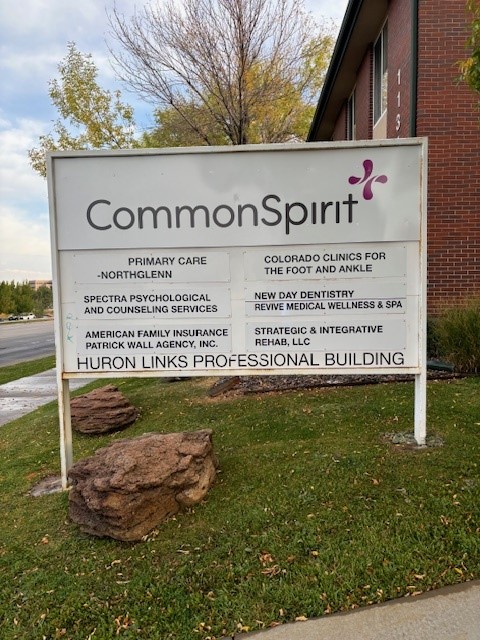 CommonSpirit
PRIMARY CARE
-NORTHGLENN
COLORADO CLINICS FOR
THE FOOT AND ANKLE
SPECTRA PSYCHOLOGICAL
AND COUNSELING SERVICES
NEW DAY DENTISTRY
REVIVE MEDICAL WELLNESS & SPA
AMERICAN FAMILY INSURANCE
PATRICK WALL AGENCY, INC.
STRATEGIC & INTEGRATIVE
REHAB, LLC
HURON LINKS PROFESSIONAL BUILDING